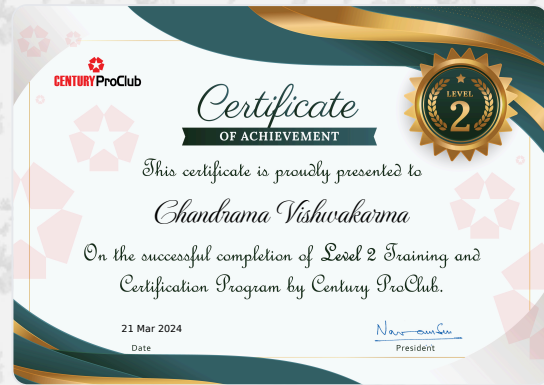 CENTURY ProClub
Certificate
OF ACHIEVEMENT
LEVEL
2
This certificate is proudly presented to
Chandrama Vishwakarma
On the successful completion of Level 2 Training and
Certification Program by Century ProClub.
21 Mar 2024
Date
President